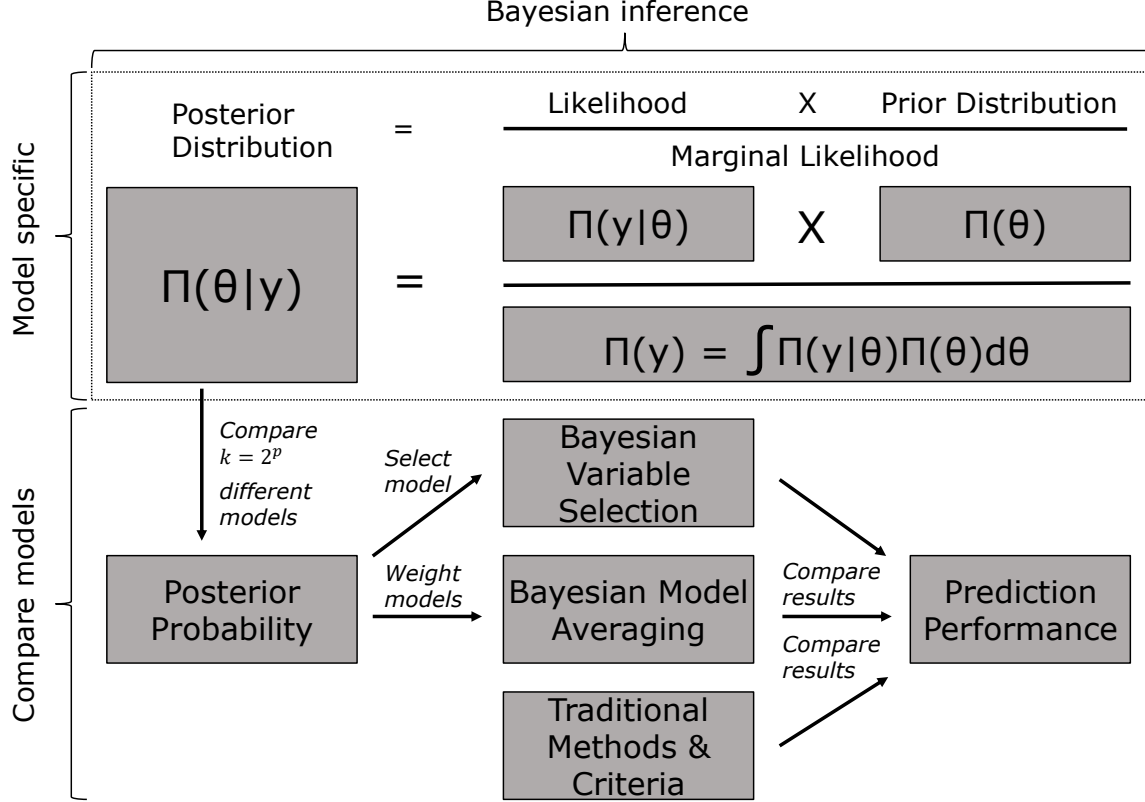 Bayesian inference
Model specific
Posterior
Distribution
=
Likelihood X Prior Distribution
Marginal Likelihood
Π(θ|y)
=
Π(y|θ) X Π(θ)
Π(y) = ∫Π(y|θ)Π(θ)dθ
Compare models
Compare
k = 2^p
different
models
Select
model
Bayesian
Variable
Selection
Posterior
Probability
Weight
models
Bayesian Model
Averaging
Compare
results
Compare
results
Prediction
Performance
Traditional
Methods &
Criteria